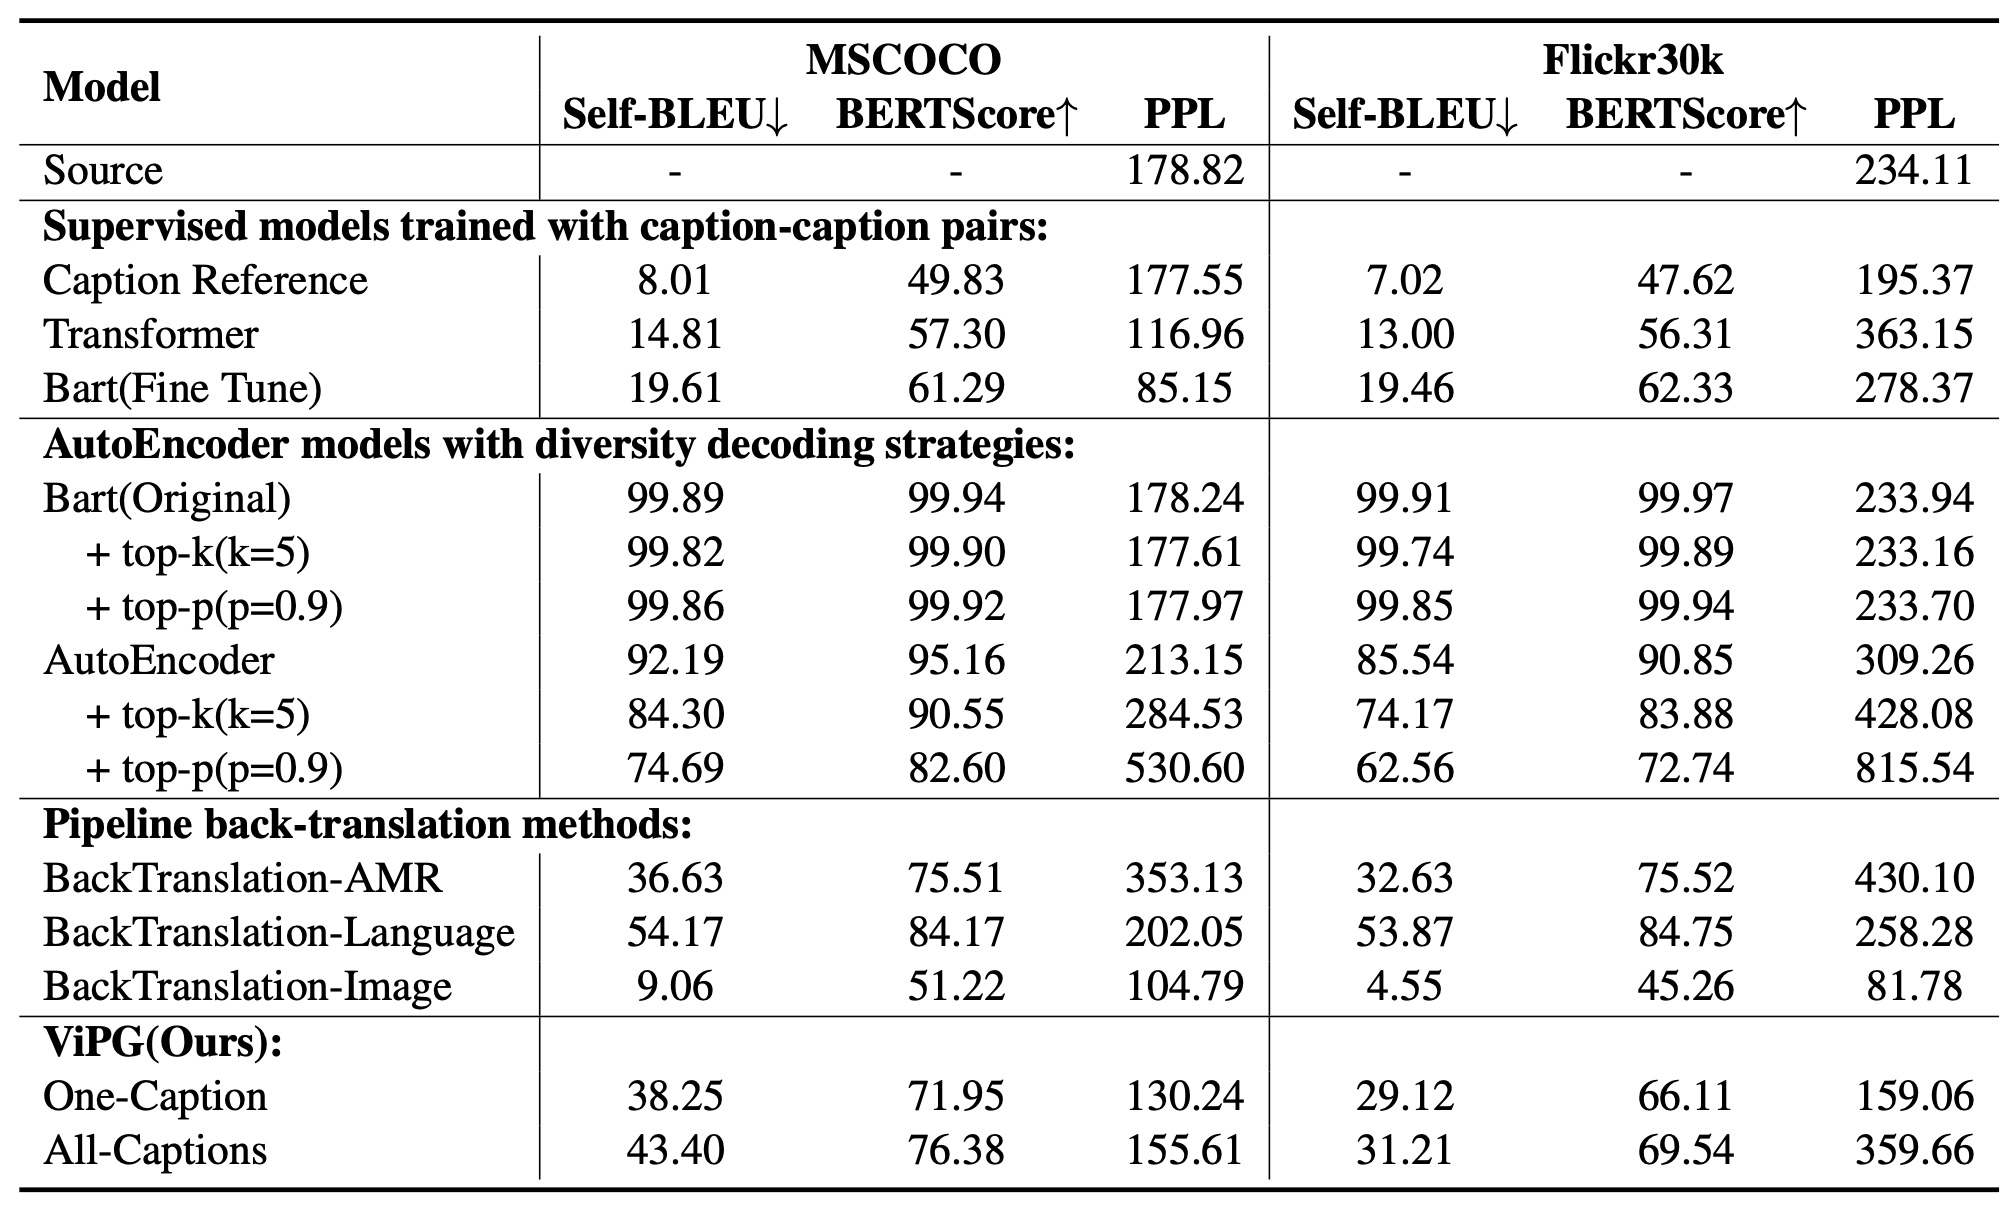 Model MSCOCO Flickr30k
Self-BLEU↓ BERTScore↑ PPL Self-BLEU↓ BERTScore↑ PPL
Source - - 178.82 - - 234.11
Supervised models trained with caption-caption pairs:
Caption Reference 8.01 49.83 177.55 7.02 47.62 195.37
Transformer 14.81 57.30 116.96 13.00 56.31 363.15
Bart(Fine Tune) 19.61 61.29 85.15 19.46 62.33 278.37
AutoEncoder models with diversity decoding strategies:
Bart(Original) 99.89 99.94 178.24 99.91 99.97 233.94
+ top-k(k=5) 99.82 99.90 177.61 99.74 99.89 233.16
+ top-p(p=0.9) 99.86 99.92 177.97 99.85 99.94 233.70
AutoEncoder 92.19 95.16 213.15 85.54 90.85 309.26
+ top-k(k=5) 84.30 90.55 284.53 74.17 83.88 428.08
+ top-p(p=0.9) 74.69 82.60 530.60 62.56 72.74 815.54
Pipeline back-translation methods:
BackTranslation-AMR 36.63 75.51 353.13 32.63 75.52 430.10
BackTranslation-Language 54.17 84.17 202.05 53.87 84.75 258.28
BackTranslation-Image 9.06 51.22 104.79 4.55 45.26 81.78
ViPG(Ours):
One-Caption 38.25 71.95 130.24 29.12 66.11 159.06
All-Captions 43.40 76.38 155.61 31.21 69.54 359.66